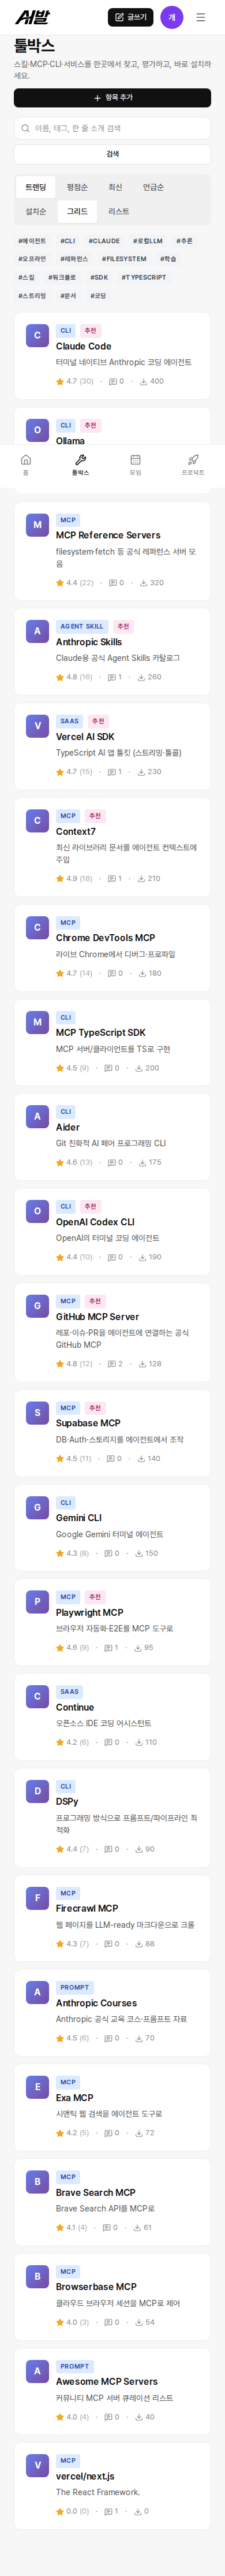 AI발
글쓰기
개
툴박스
스킬·MCP·CLI·서비스를 한곳에서 찾고, 평가하고, 바로 설치하
세요.
항목 추가
이름, 태그, 한 줄 소개 검색
검색
트렌딩 평점순 최신 언급순
설치순 그리드 리스트
#에이전트 #CLI #CLAUDE #로컬LLM #추론
#오프라인 #레퍼런스 #FILESYSTEM #학습
#스킬 #워크플로 #SDK #TYPESCRIPT
#스트리밍 #문서 #코딩
C
CLI 추천
Claude Code
터미널 네이티브 Anthropic 코딩 에이전트
4.7 (30) · 0 · 400
O
CLI 추천
Ollama
홈 툴박스 모임 프로덕트
M
MCP
MCP Reference Servers
filesystem·fetch 등 공식 레퍼런스 서버 모
음
4.4 (22) · 0 · 320
A
AGENT SKILL 추천
Anthropic Skills
Claude용 공식 Agent Skills 카탈로그
4.8 (16) · 1 · 260
V
SAAS 추천
Vercel AI SDK
TypeScript AI 앱 툴킷 (스트리밍·툴콜)
4.7 (15) · 1 · 230
C
MCP 추천
Context7
최신 라이브러리 문서를 에이전트 컨텍스트에
주입
4.9 (18) · 1 · 210
C
MCP
Chrome DevTools MCP
라이브 Chrome에서 디버그·프로파일
4.7 (14) · 0 · 180
M
CLI
MCP TypeScript SDK
MCP 서버/클라이언트를 TS로 구현
4.5 (9) · 0 · 200
A
CLI
Aider
Git 친화적 AI 페어 프로그래밍 CLI
4.6 (13) · 0 · 175
O
CLI 추천
OpenAI Codex CLI
OpenAI의 터미널 코딩 에이전트
4.4 (10) · 0 · 190
G
MCP 추천
GitHub MCP Server
레포·이슈·PR을 에이전트에 연결하는 공식
GitHub MCP
4.8 (12) · 2 · 128
S
MCP 추천
Supabase MCP
DB·Auth·스토리지를 에이전트에서 조작
4.5 (11) · 0 · 140
G
CLI
Gemini CLI
Google Gemini 터미널 에이전트
4.3 (8) · 0 · 150
P
MCP 추천
Playwright MCP
브라우저 자동화·E2E를 MCP 도구로
4.6 (9) · 1 · 95
C
SAAS
Continue
오픈소스 IDE 코딩 어시스턴트
4.2 (6) · 0 · 110
D
CLI
DSPy
프로그래밍 방식으로 프롬프트/파이프라인 최
적화
4.4 (7) · 0 · 90
F
MCP
Firecrawl MCP
웹 페이지를 LLM-ready 마크다운으로 크롤
4.3 (7) · 0 · 88
A
PROMPT
Anthropic Courses
Anthropic 공식 교육 코스·프롬프트 자료
4.5 (6) · 0 · 70
E
MCP
Exa MCP
시맨틱 웹 검색을 에이전트 도구로
4.2 (5) · 0 · 72
B
MCP
Brave Search MCP
Brave Search API를 MCP로
4.1 (4) · 0 · 61
B
MCP
Browserbase MCP
클라우드 브라우저 세션을 MCP로 제어
4.0 (3) · 0 · 54
A
PROMPT
Awesome MCP Servers
커뮤니티 MCP 서버 큐레이션 리스트
4.0 (4) · 0 · 40
V
MCP
vercel/next.js
The React Framework.
0.0 (0) · 1 · 0